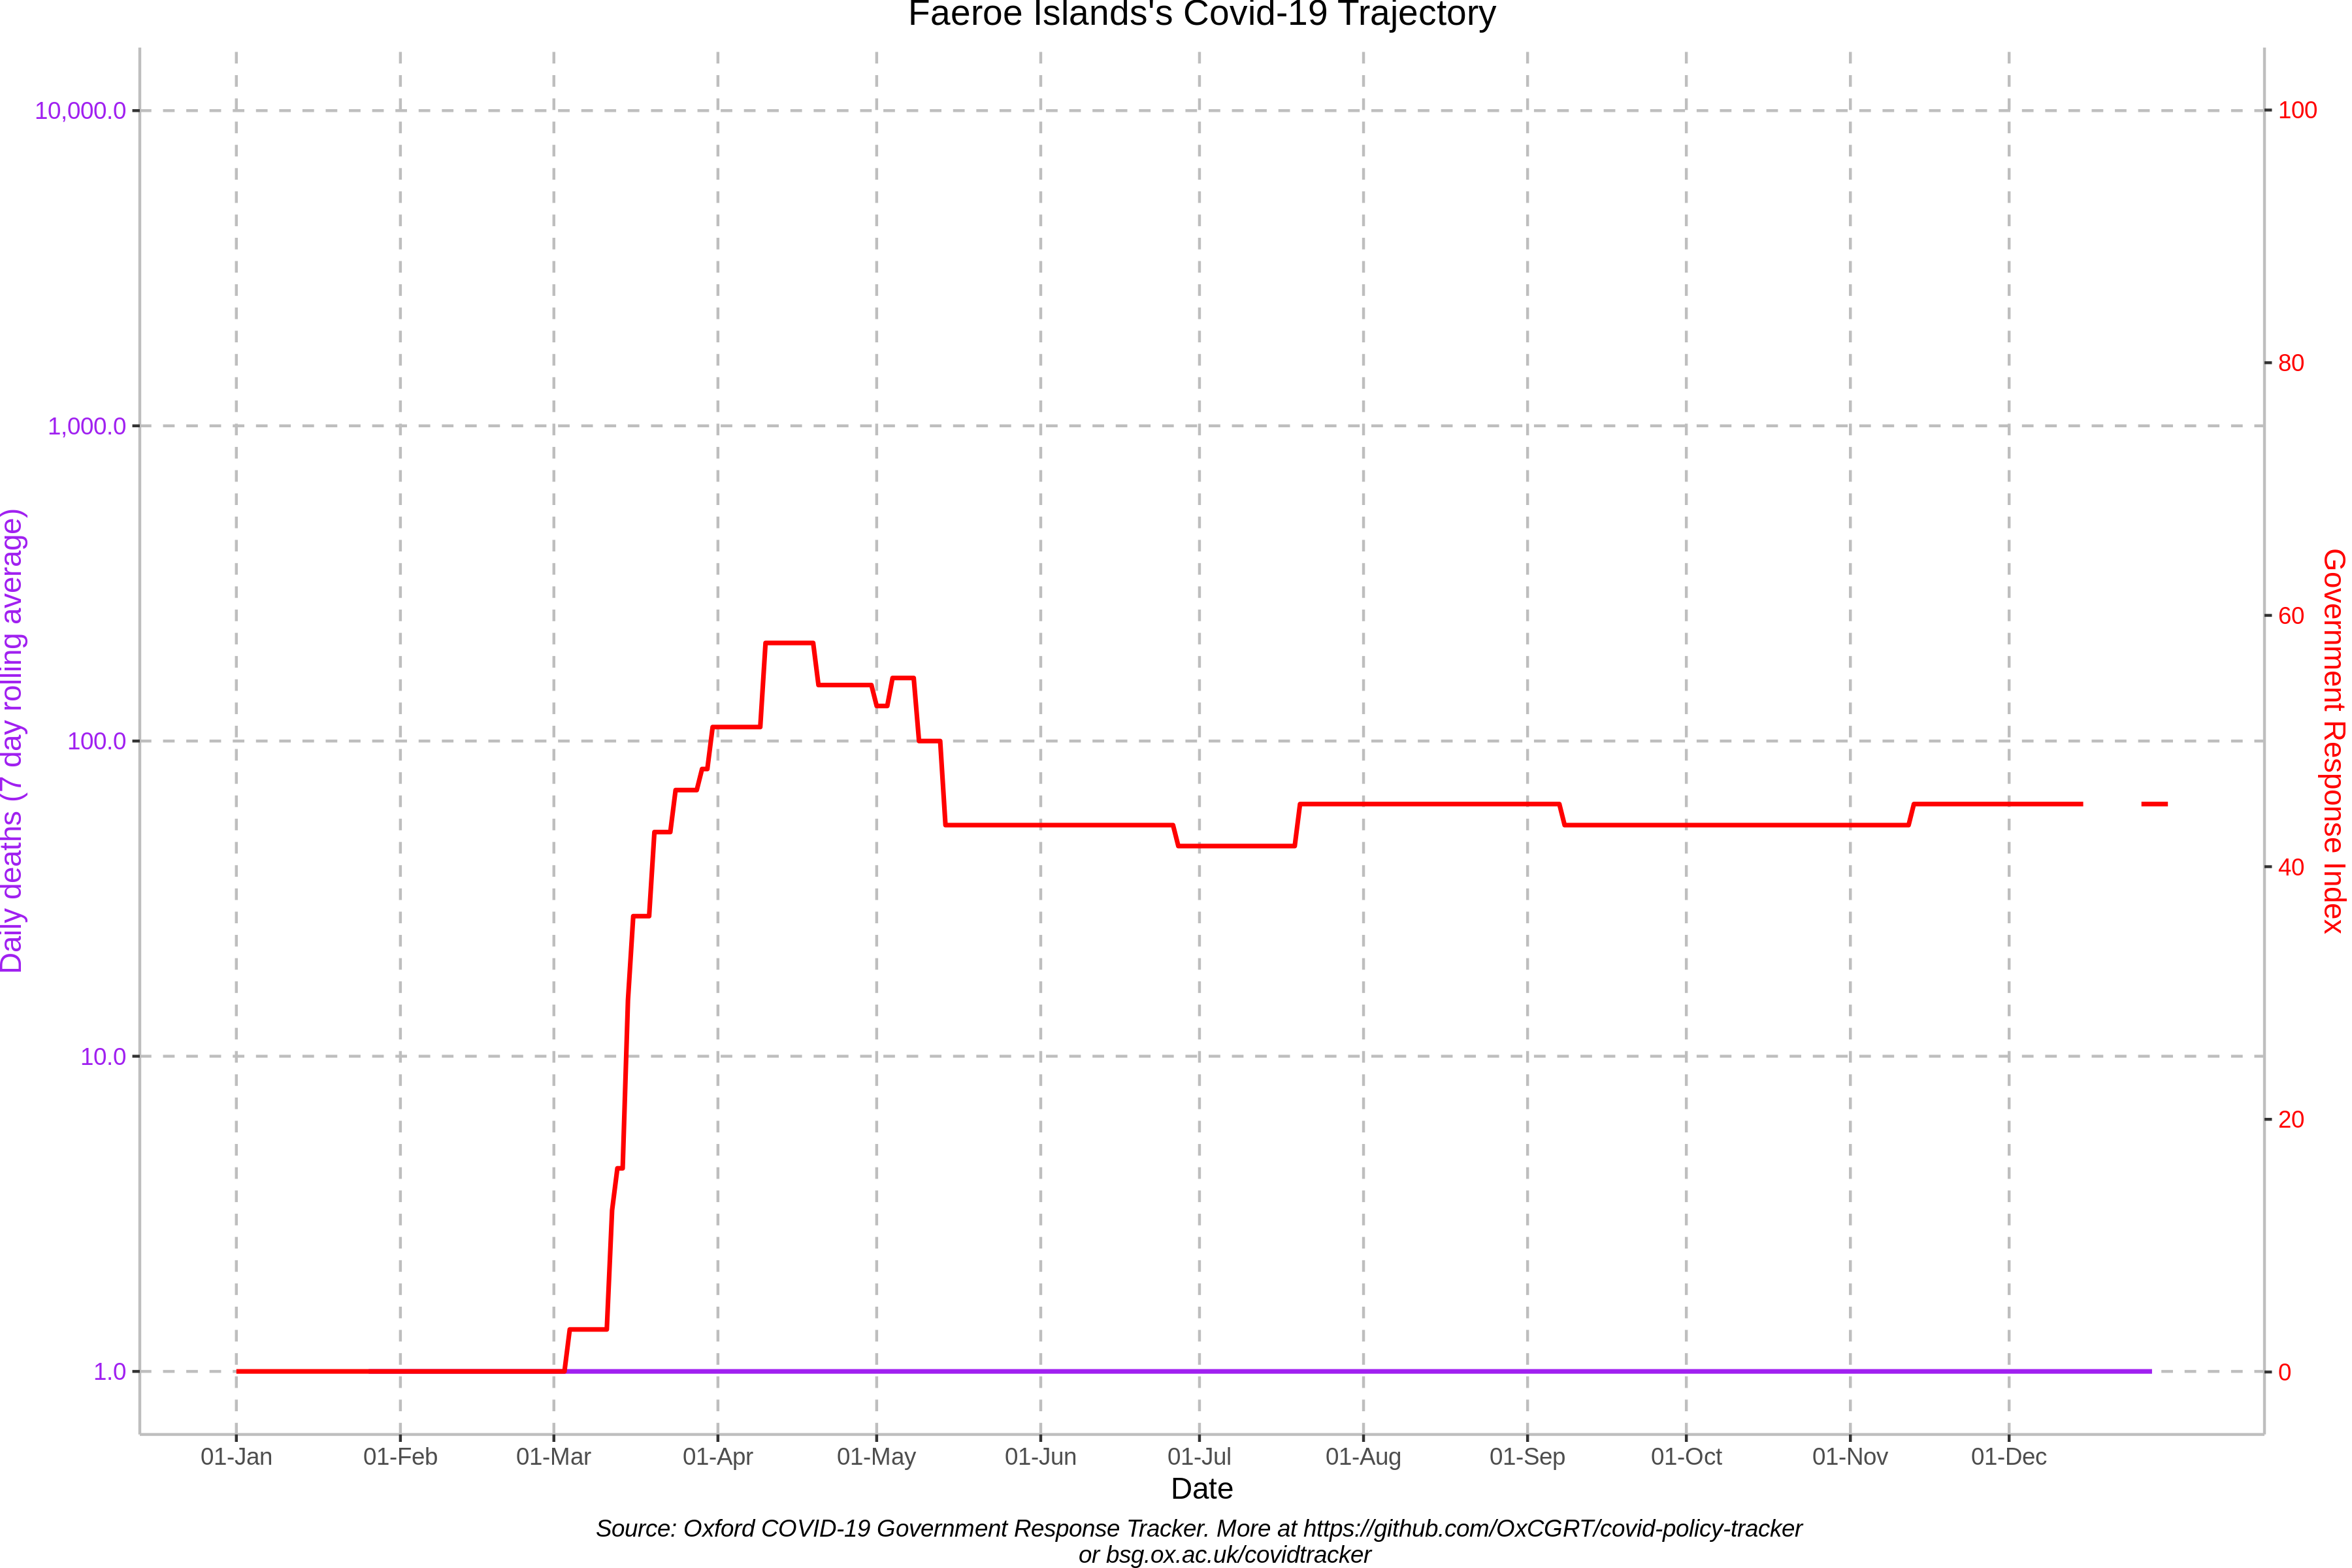 Faeroe Islands's Covid-19 Trajectory
10,000.0
1,000.0
100.0
10.0
1.0
Daily deaths (7 day rolling average)
100
80
60
40
20
0
Government Response Index
01-Jan 01-Feb 01-Mar 01-Apr 01-May 01-Jun 01-Jul 01-Aug 01-Sep 01-Oct 01-Nov 01-Dec
Date
Source: Oxford COVID-19 Government Response Tracker. More at https://github.com/OxCGRT/covid-policy-tracker
or bsg.ox.ac.uk/covidtracker